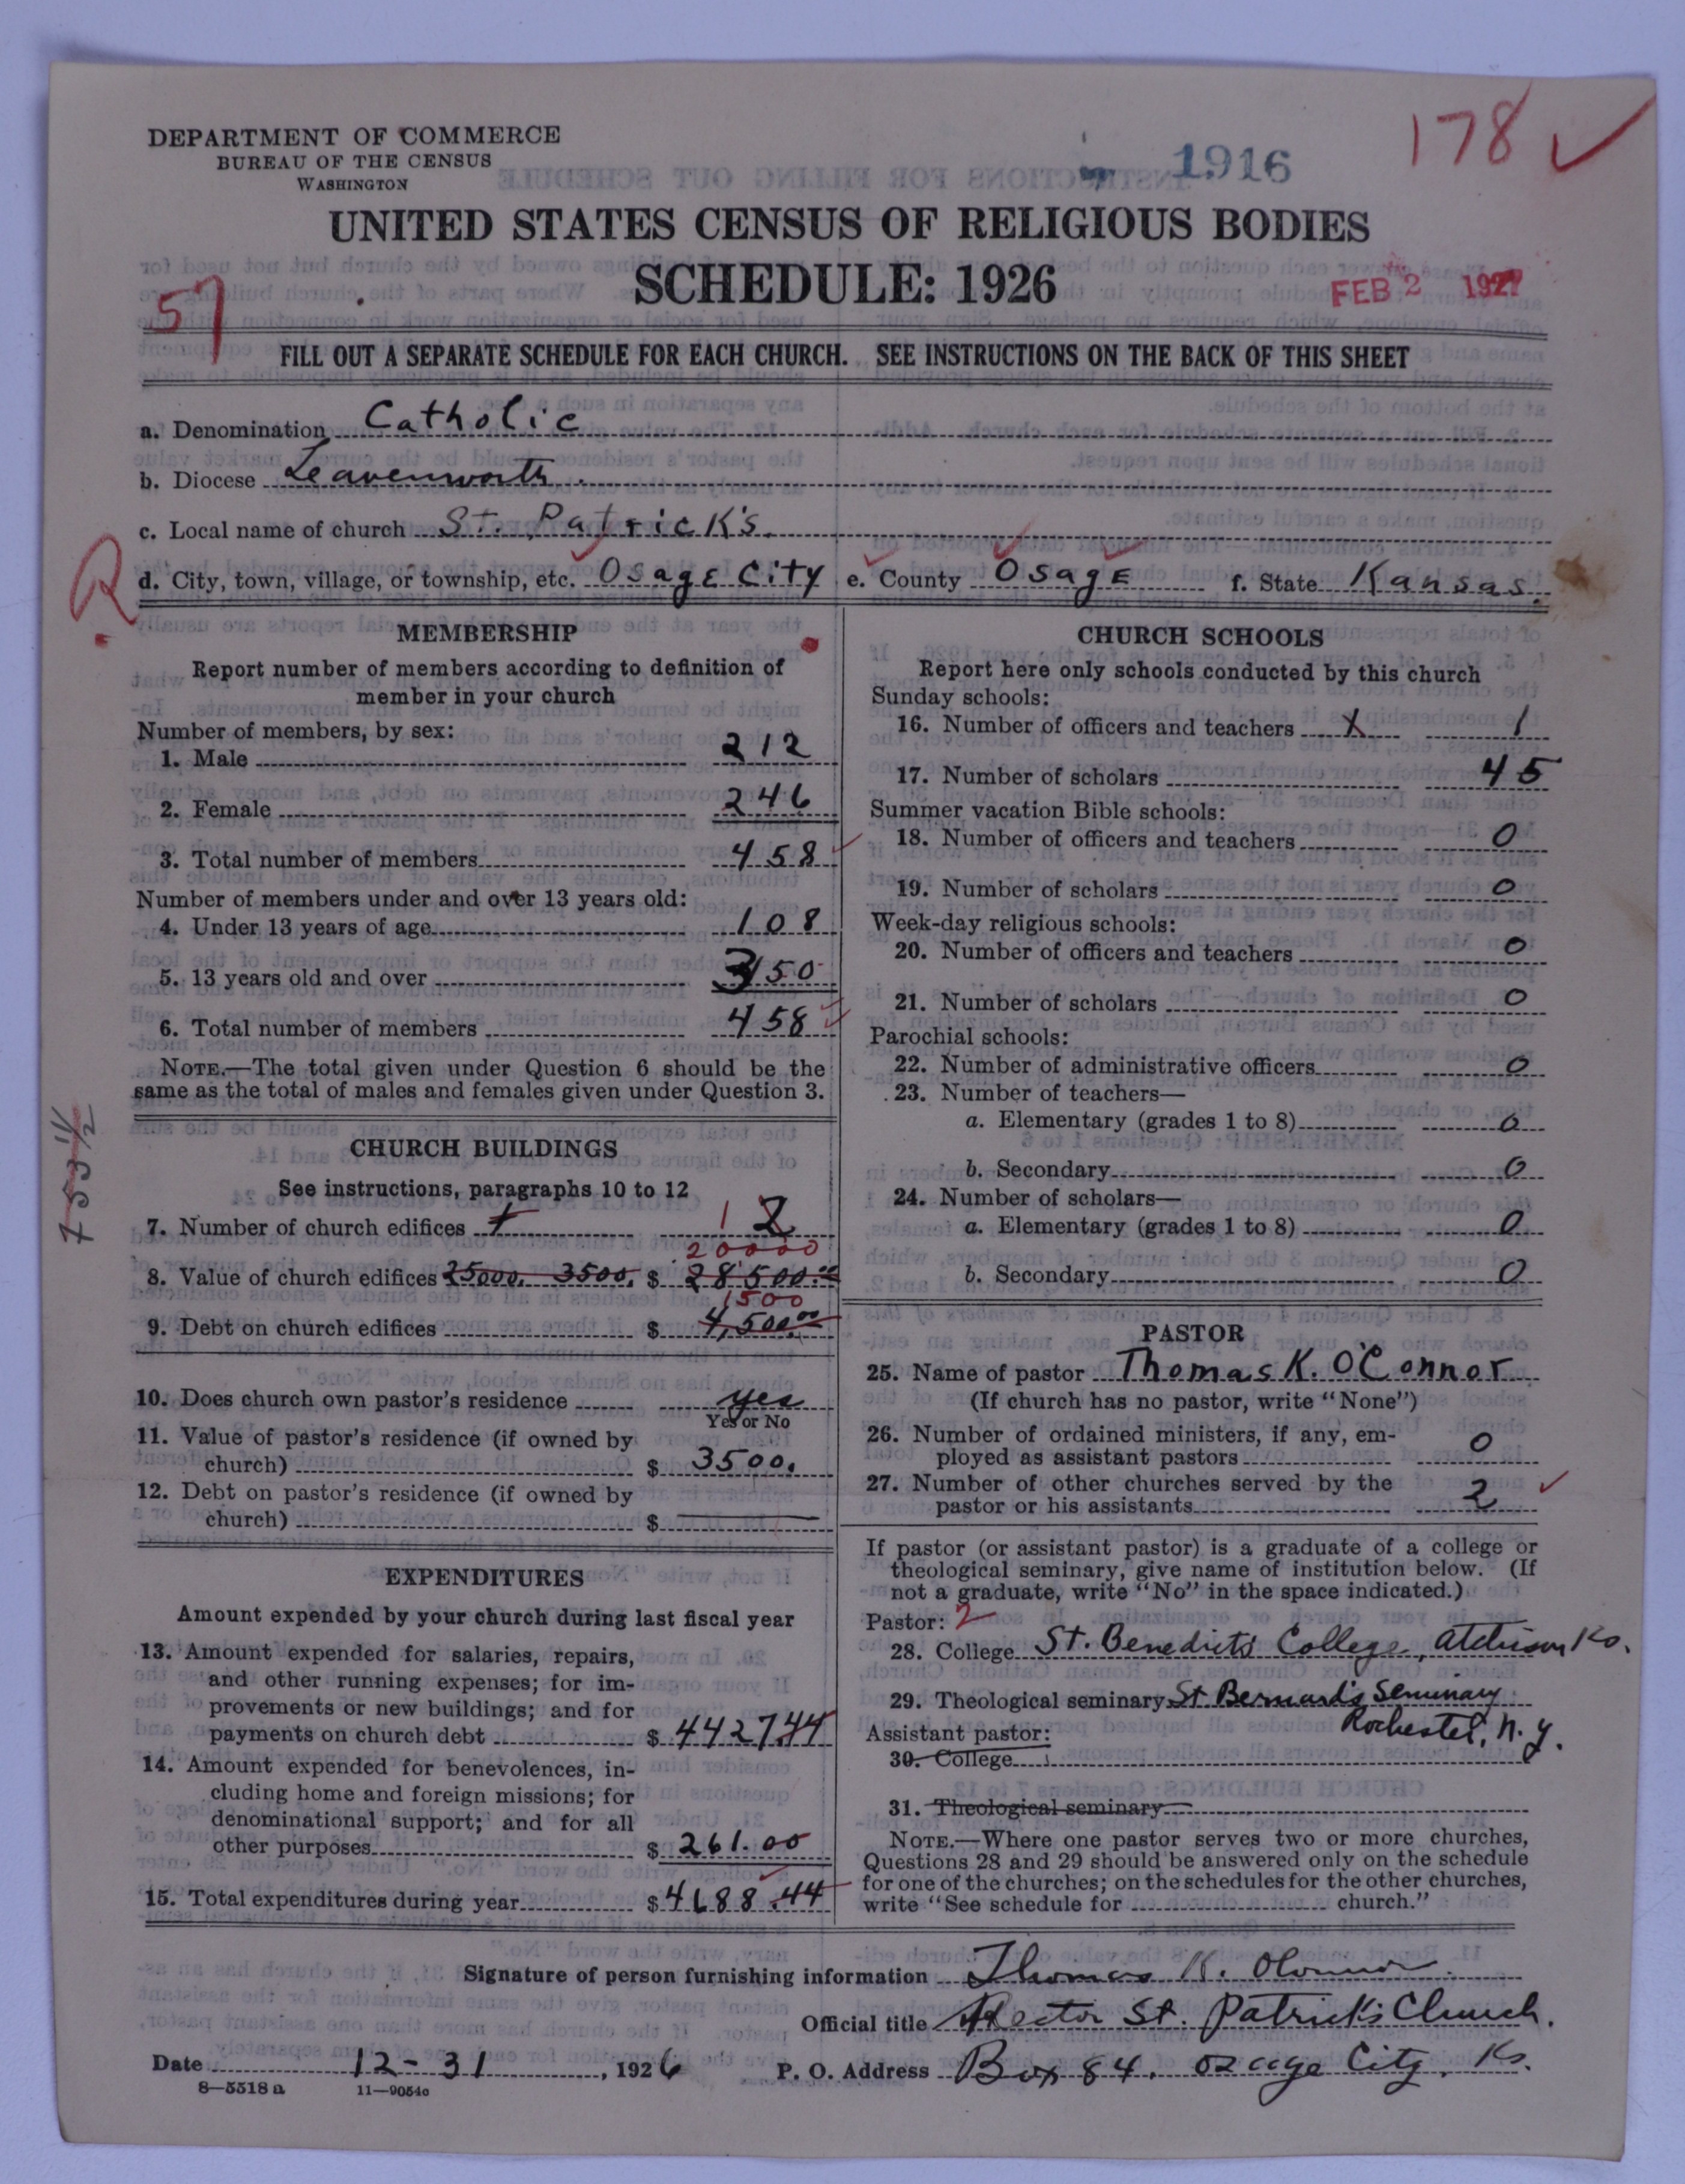 DEPARTMENT OF COMMERCE
BUREAU OF THE CENSUS
WASHINGTON
1916
178 ✓
UNITED STATES CENSUS OF RELIGIOUS BODIES
SCHEDULE: 1926
FEB 2 1927
57
FILL OUT A SEPARATE SCHEDULE FOR EACH CHURCH. SEE INSTRUCTIONS ON THE BACK OF THIS SHEET
a. Denomination Catholic
b. Diocese Leavenworth.
c. Local name of church St. Patrick's.
R.
d. City, town, village, or township, etc. Osage City e. County Osage f. State Kansas.
MEMBERSHIP
Report number of members according to definition of
member in your church
Number of members, by sex:
1. Male 212
2. Female 246
3. Total number of members 458
Number of members under and over 13 years old:
4. Under 13 years of age 108
5. 13 years old and over 350
6. Total number of members 458
NOTE.—The total given under Question 6 should be the
same as the total of males and females given under Question 3.
CHURCH BUILDINGS
See instructions, paragraphs 10 to 12
7. Number of church edifices 1 2
20000
8. Value of church edifices 25000. 3500. $ 28500.00
1500
9. Debt on church edifices $ 4,500.00
10. Does church own pastor's residence yes
Yes or No
11. Value of pastor's residence (if owned by
church) $ 3500.
12. Debt on pastor's residence (if owned by
church) $ —
EXPENDITURES
Amount expended by your church during last fiscal year
13. Amount expended for salaries, repairs,
and other running expenses; for im-
provements or new buildings; and for
payments on church debt $ 4427.44
14. Amount expended for benevolences, in-
cluding home and foreign missions; for
denominational support; and for all
other purposes $ 261.00
15. Total expenditures during year $ 4688.44
CHURCH SCHOOLS
Report here only schools conducted by this church
Sunday schools:
16. Number of officers and teachers X 1
17. Number of scholars 45
Summer vacation Bible schools:
18. Number of officers and teachers 0
19. Number of scholars 0
Week-day religious schools:
20. Number of officers and teachers 0
21. Number of scholars 0
Parochial schools:
22. Number of administrative officers 0
23. Number of teachers—
a. Elementary (grades 1 to 8) 0
b. Secondary 0
24. Number of scholars—
a. Elementary (grades 1 to 8) 0
b. Secondary 0
PASTOR
25. Name of pastor Thomas K. O'Connor
(If church has no pastor, write "None")
26. Number of ordained ministers, if any, em-
ployed as assistant pastors 0
27. Number of other churches served by the
pastor or his assistants 2
If pastor (or assistant pastor) is a graduate of a college or
theological seminary, give name of institution below. (If
not a graduate, write "No" in the space indicated.)
Pastor: 2
28. College St. Benedict's College, Atchison Ks.
29. Theological seminary St Bernard's Seminary
Rochester, N.Y.
Assistant pastor:
30. College
31. Theological seminary
NOTE.—Where one pastor serves two or more churches,
Questions 28 and 29 should be answered only on the schedule
for one of the churches; on the schedules for the other churches,
write "See schedule for church."
Signature of person furnishing information Thomas K. O'Connor
Official title Rector St. Patrick's Church.
Date 12-31, 1926 P. O. Address Box 84. Osage City, Ks.
8—5518 a 11—9054a